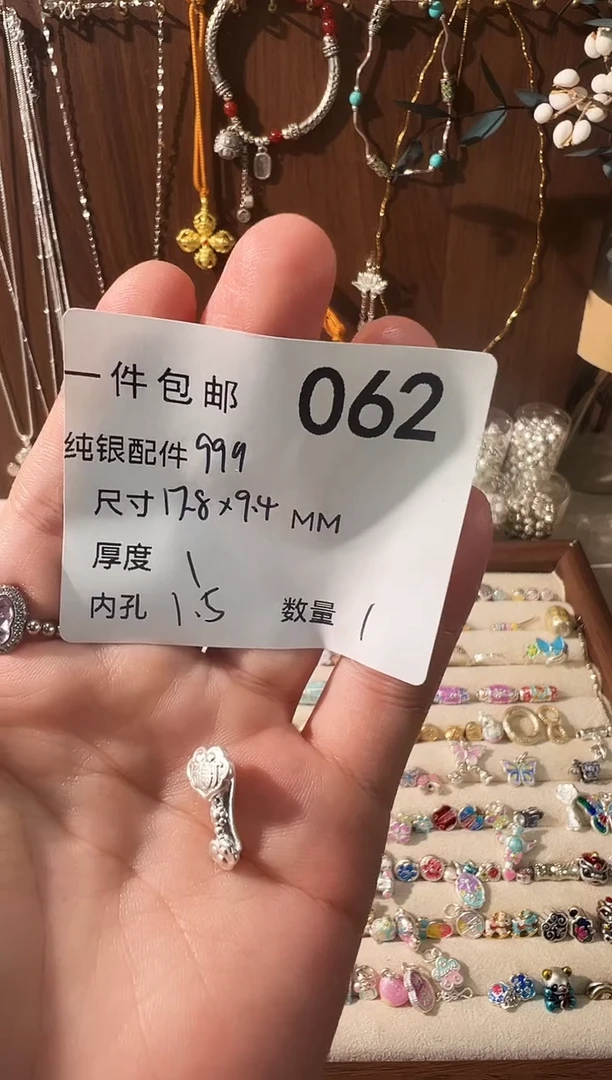 一件包邮 062
纯银配件 999
尺寸 17.8×9.4 MM
厚度 1
内孔 1.5 数量 1